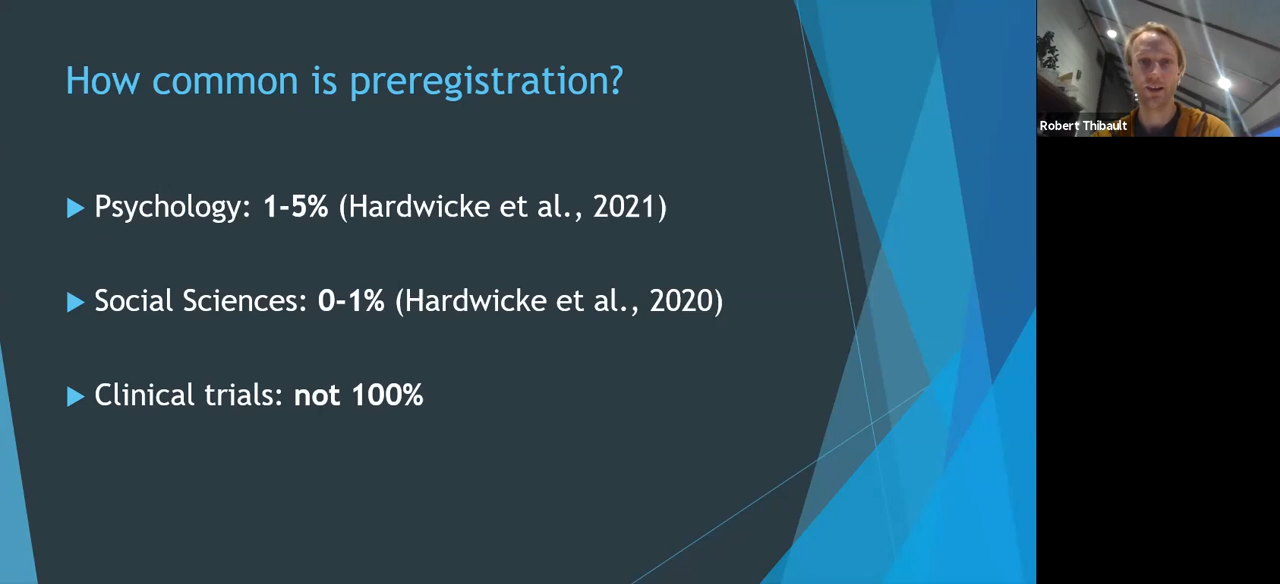 How common is preregistration?
Psychology: 1-5% (Hardwicke et al., 2021)
Social Sciences: 0-1% (Hardwicke et al., 2020)
Clinical trials: not 100%
Robert Thibault